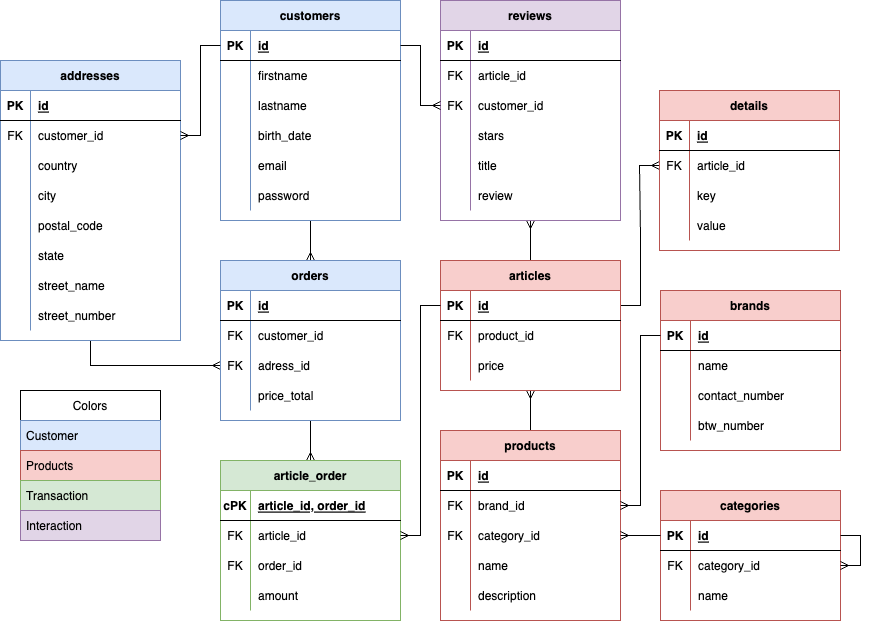 customers
PK id
firstname
lastname
birth_date
email
password
reviews
PK id
FK article_id
FK customer_id
stars
title
review
addresses
PK id
FK customer_id
country
city
postal_code
state
street_name
street_number
details
PK id
FK article_id
key
value
orders
PK id
FK customer_id
FK adress_id
price_total
articles
PK id
FK product_id
price
brands
PK id
name
contact_number
btw_number
Colors
Customer
Products
Transaction
Interaction
article_order
cPK article_id, order_id
FK article_id
FK order_id
amount
products
PK id
FK brand_id
FK category_id
name
description
categories
PK id
FK category_id
name